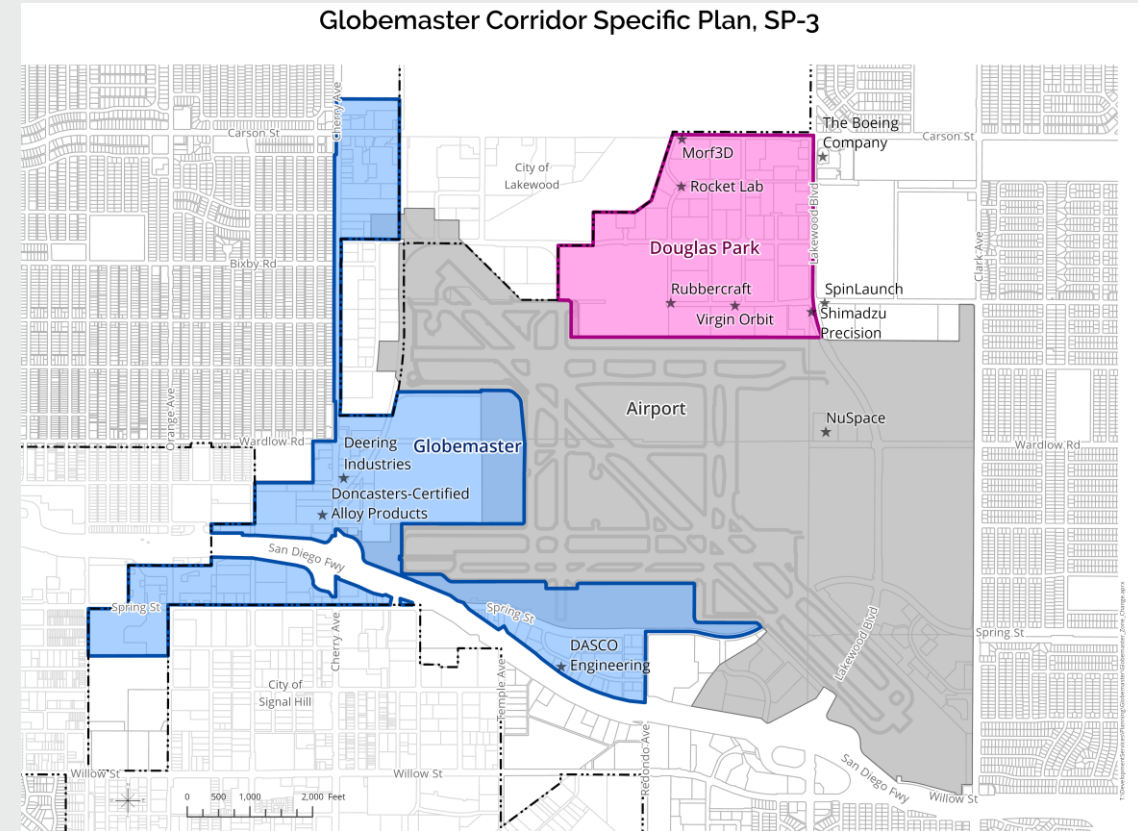 Globemaster Corridor Specific Plan, SP-3
Cherry Ave
Carson St
The Boeing
Company
Carson St
Morf3D
City of
Lakewood
Rocket Lab
Lakewood Blvd
Douglas Park
Clark Ave
Bixby Rd
Rubbercraft
SpinLaunch
Virgin Orbit
Shimadzu
Precision
Orange Ave
Airport
NuSpace
Wardlow Rd
Deering
Industries
Globemaster
Wardlow Rd
Doncasters-Certified
Alloy Products
San Diego Fwy
Spring St
Spring St
Cherry Ave
DASCO
Engineering
Lakewood Blvd
Spring St
City of
Signal Hill
Temple Ave
Redondo Ave
Willow St
Willow St
San Diego Fwy
Willow St
0 500 1,000 2,000 Feet